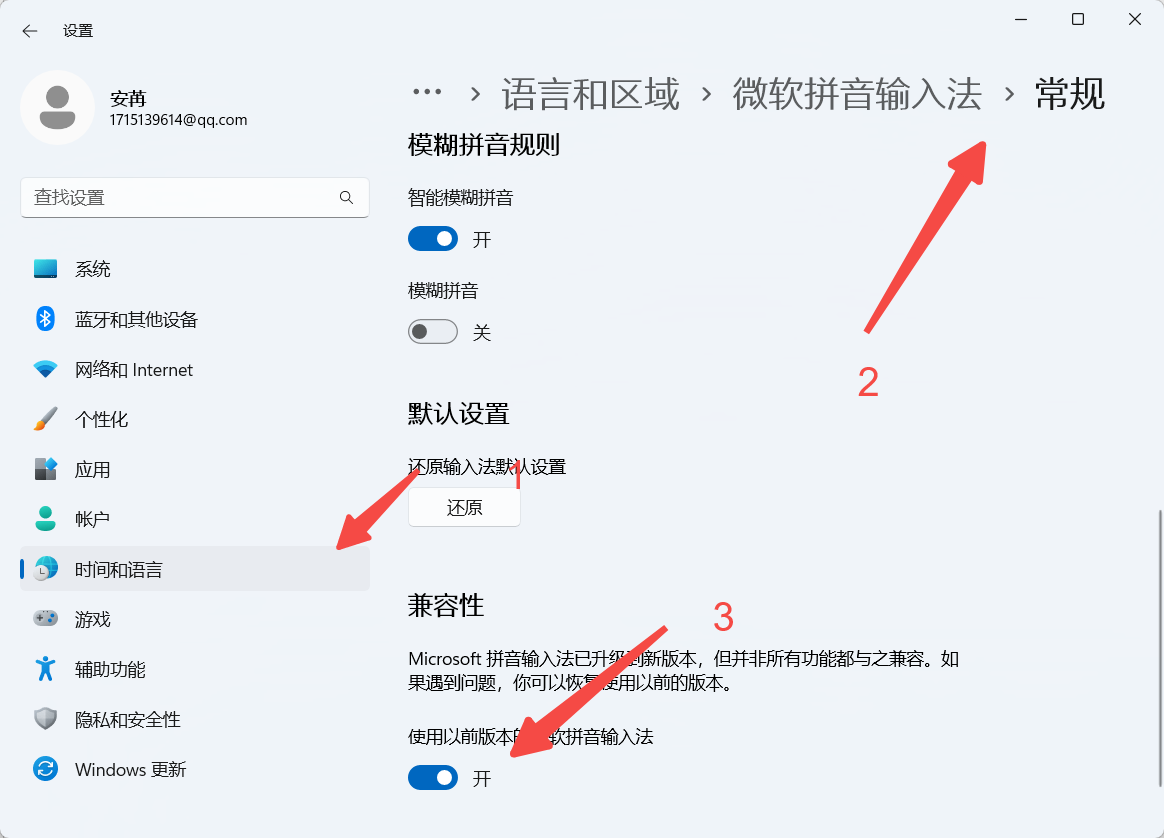 设置
安苒
1715139614@qq.com
查找设置
系统
蓝牙和其他设备
网络和 Internet
个性化
应用
帐户
时间和语言
游戏
辅助功能
隐私和安全性
Windows 更新
··· > 语言和区域 > 微软拼音输入法 > 常规
模糊拼音规则
智能模糊拼音
开
模糊拼音
关
2
默认设置
还原输入法默认设置
1
还原
兼容性
3
Microsoft 拼音输入法已升级到新版本，但并非所有功能都与之兼容。如
果遇到问题，你可以恢复使用以前的版本。
使用以前版本的微软拼音输入法
开